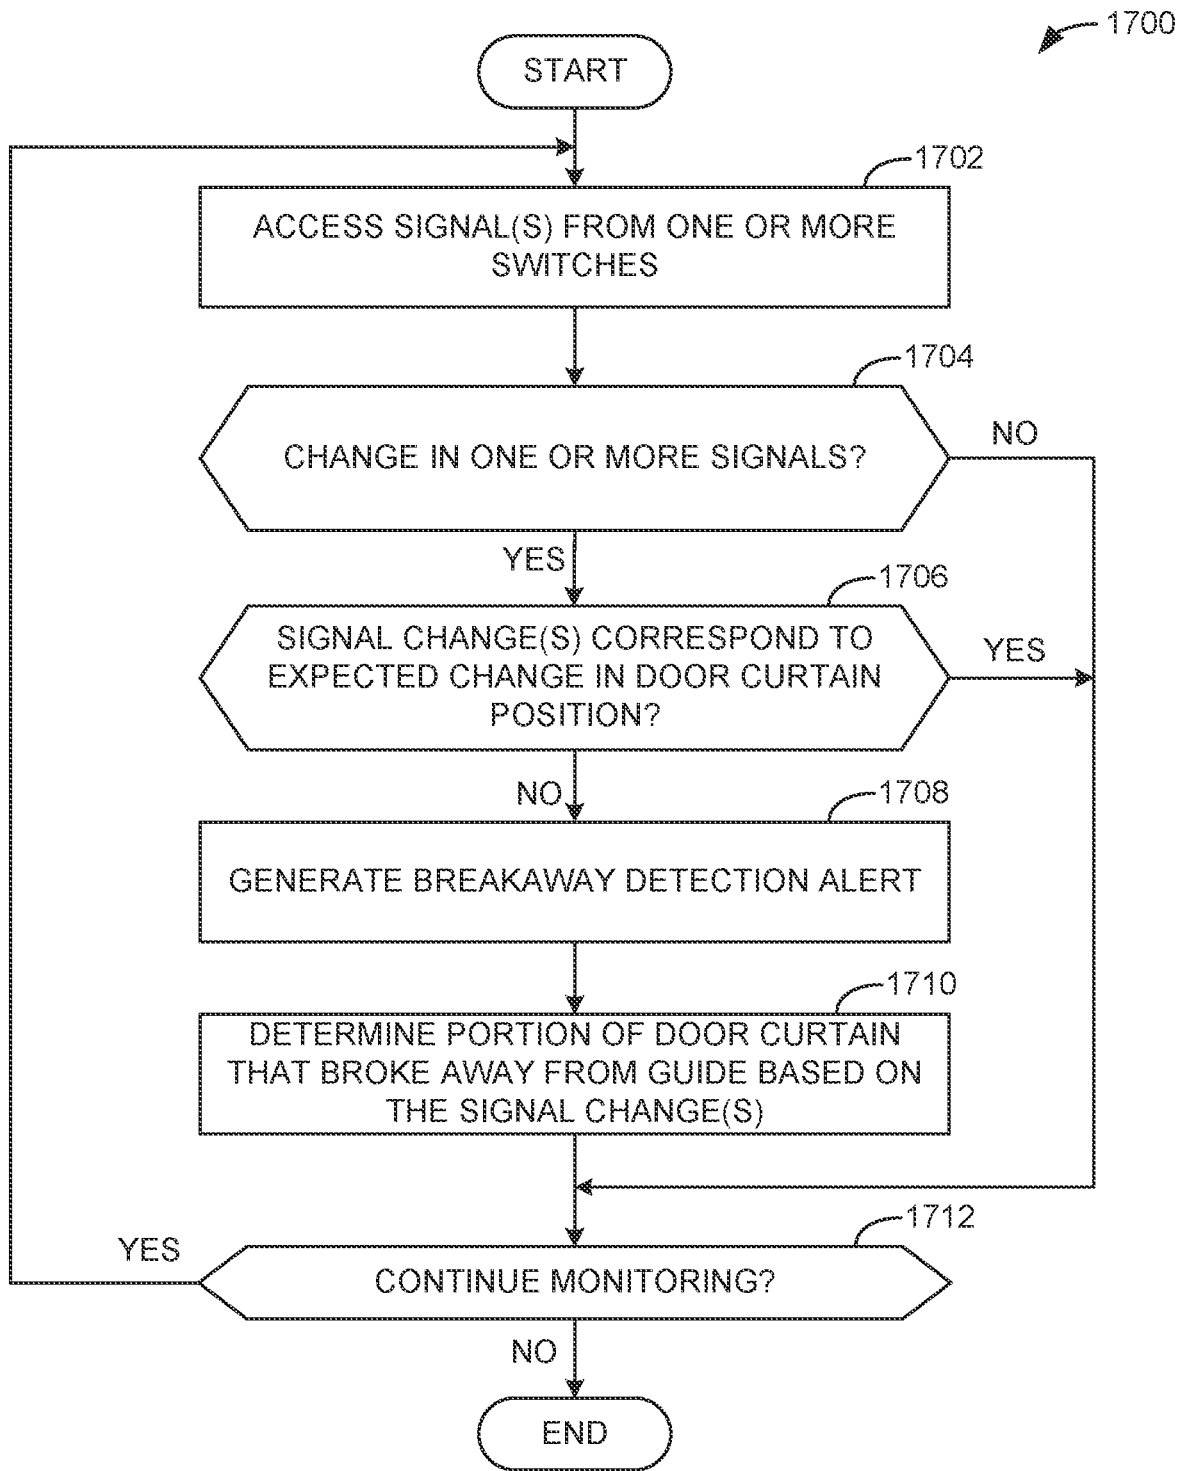 1700
START
1702
ACCESS SIGNAL(S) FROM ONE OR MORE
SWITCHES
1704
CHANGE IN ONE OR MORE SIGNALS?
NO
YES
1706
SIGNAL CHANGE(S) CORRESPOND TO
EXPECTED CHANGE IN DOOR CURTAIN
POSITION?
YES
NO
1708
GENERATE BREAKAWAY DETECTION ALERT
1710
DETERMINE PORTION OF DOOR CURTAIN
THAT BROKE AWAY FROM GUIDE BASED ON
THE SIGNAL CHANGE(S)
1712
YES
CONTINUE MONITORING?
NO
END